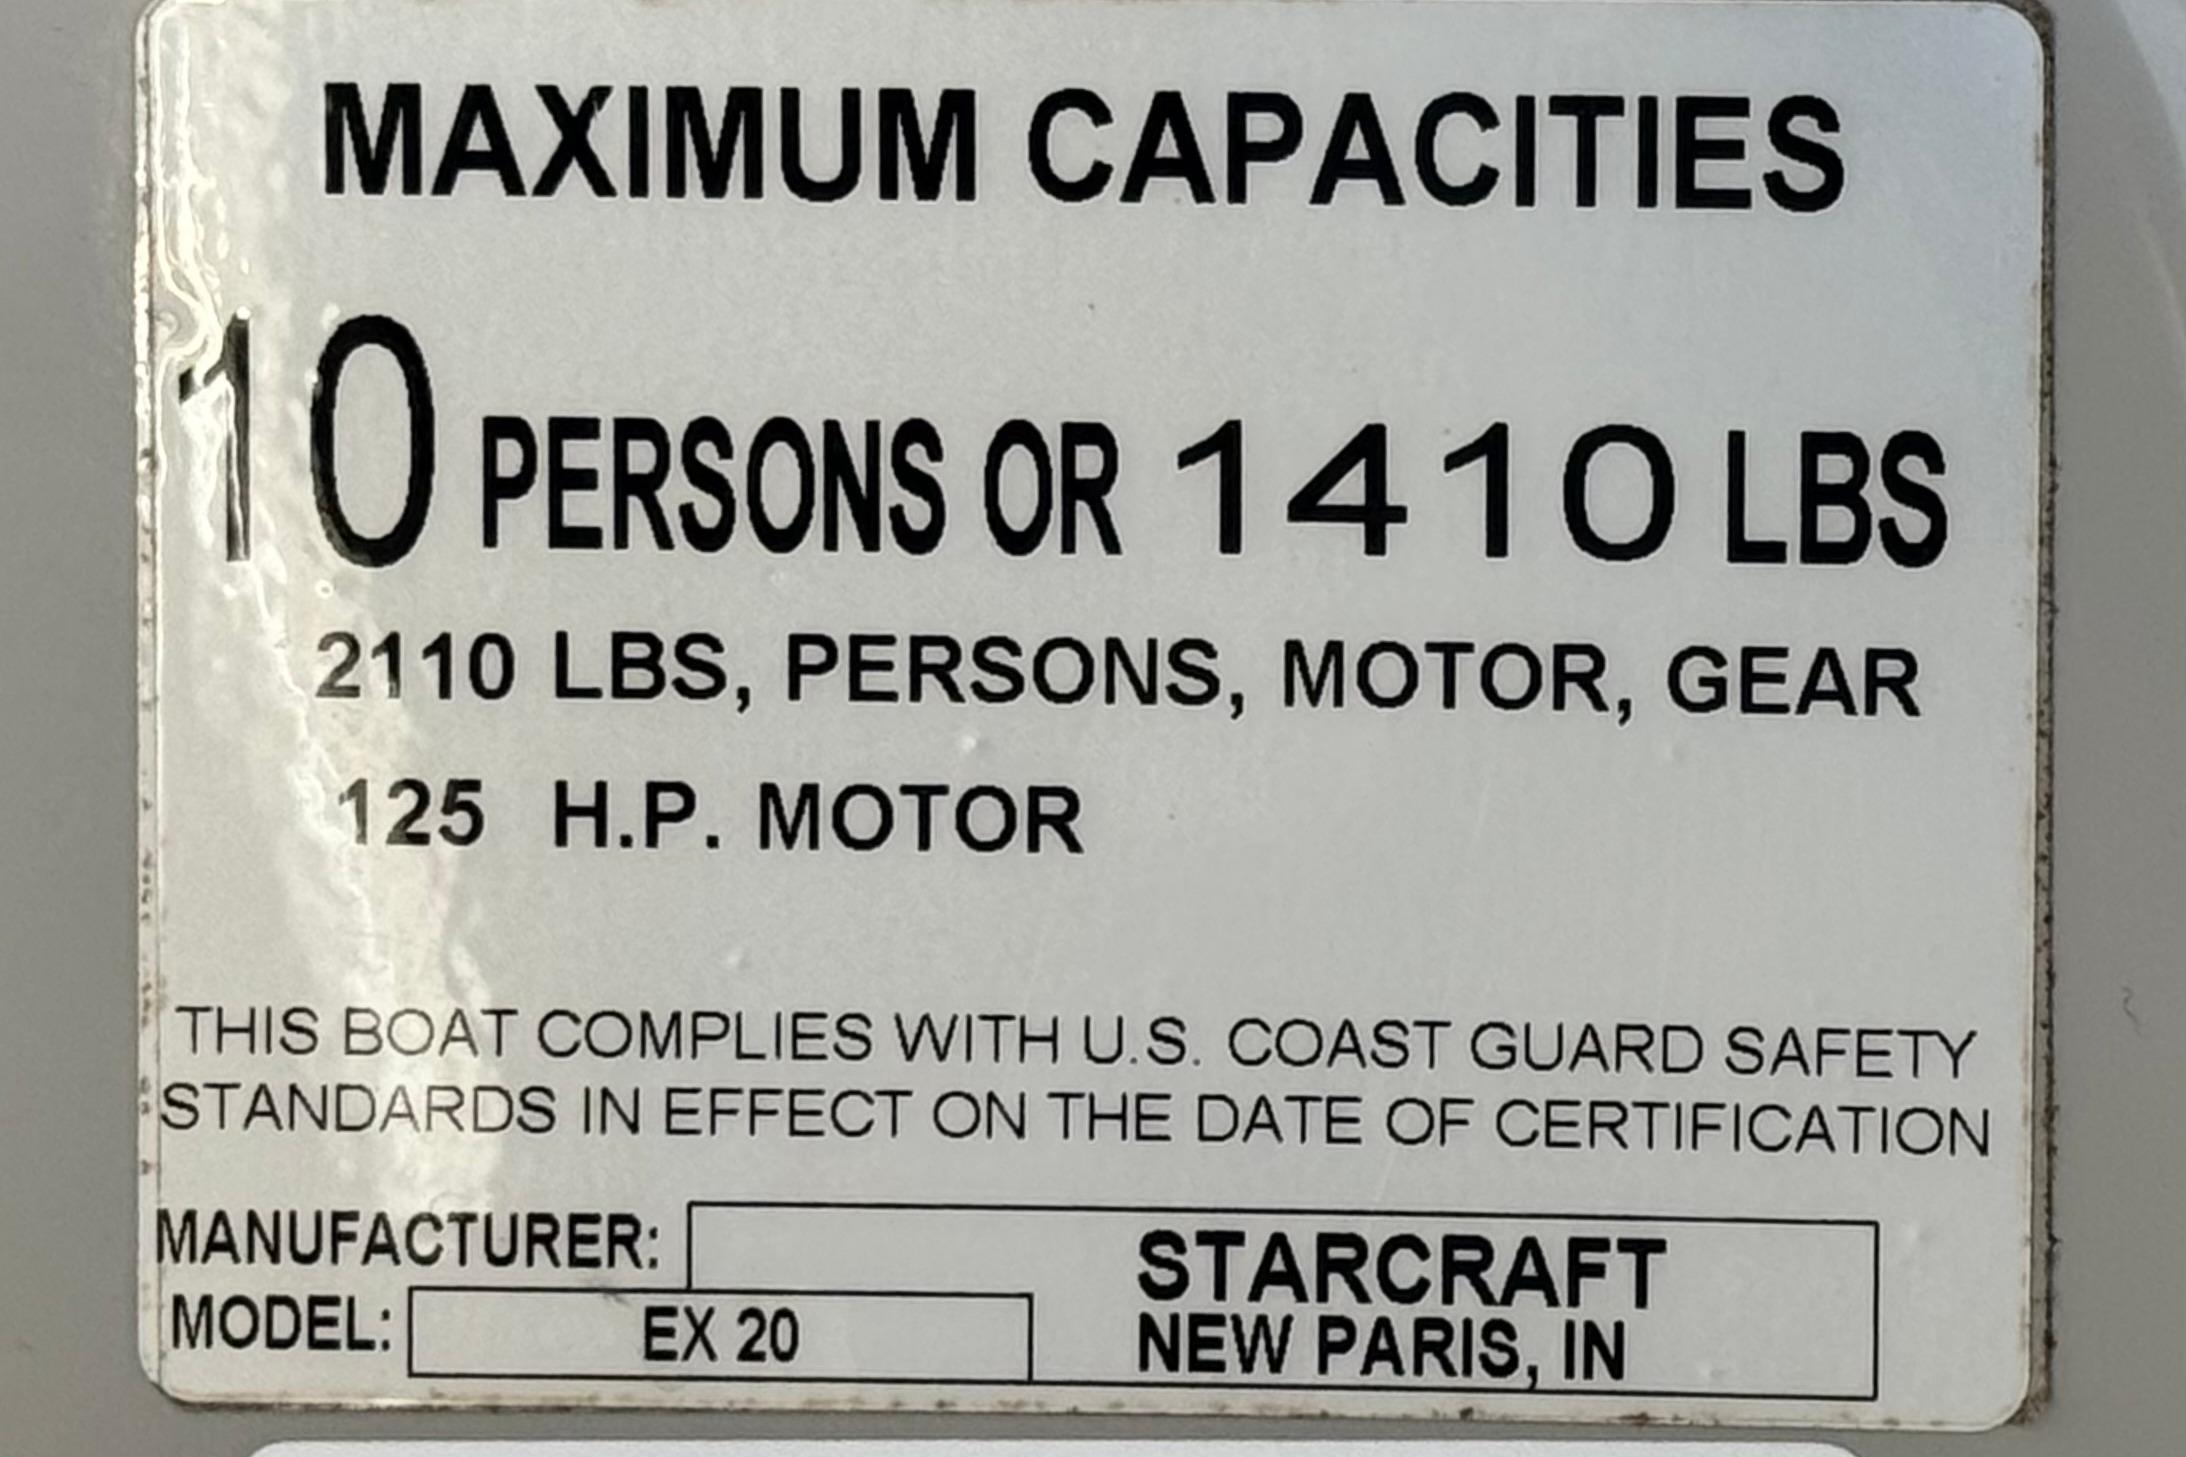 MAXIMUM CAPACITIES
10 PERSONS OR 1410 LBS
2110 LBS, PERSONS, MOTOR, GEAR
125 H.P. MOTOR
THIS BOAT COMPLIES WITH U.S. COAST GUARD SAFETY
STANDARDS IN EFFECT ON THE DATE OF CERTIFICATION
MANUFACTURER: STARCRAFT
MODEL: EX 20 NEW PARIS, IN